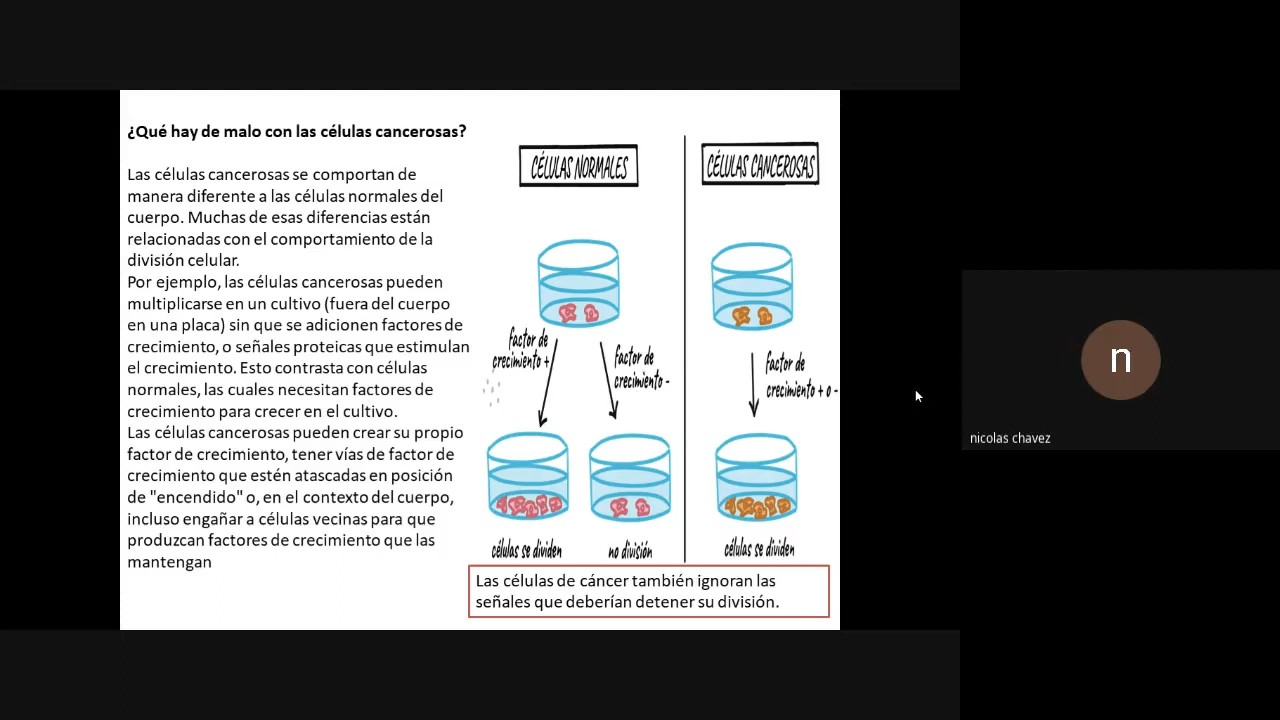 ¿Qué hay de malo con las células cancerosas?
Las células cancerosas se comportan de
manera diferente a las células normales del
cuerpo. Muchas de esas diferencias están
relacionadas con el comportamiento de la
división celular.
Por ejemplo, las células cancerosas pueden
multiplicarse en un cultivo (fuera del cuerpo
en una placa) sin que se adicionen factores de
crecimiento, o señales proteicas que estimulan
el crecimiento. Esto contrasta con células
normales, las cuales necesitan factores de
crecimiento para crecer en el cultivo.
Las células cancerosas pueden crear su propio
factor de crecimiento, tener vías de factor de
crecimiento que estén atascadas en posición
de "encendido" o, en el contexto del cuerpo,
incluso engañar a células vecinas para que
produzcan factores de crecimiento que las
mantengan
CÉLULAS NORMALES
factor de
crecimiento +
factor de
crecimiento -
células se dividen
no división
CÉLULAS CANCEROSAS
factor de
crecimiento + o -
células se dividen
Las células de cáncer también ignoran las
señales que deberían detener su división.
n
nicolas chavez